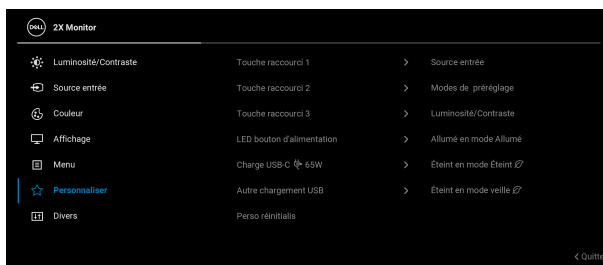 DELL 2X Monitor
Luminosité/Contraste Touche raccourci 1 > Source entrée
Source entrée Touche raccourci 2 > Modes de préréglage
Couleur Touche raccourci 3 > Luminosité/Contraste
Affichage LED bouton d'alimentation > Allumé en mode Allumé
Menu Charge USB-C 65W > Éteint en mode Éteint
Personnaliser Autre chargement USB > Éteint en mode veille
Divers Perso réinitialis
< Quitte